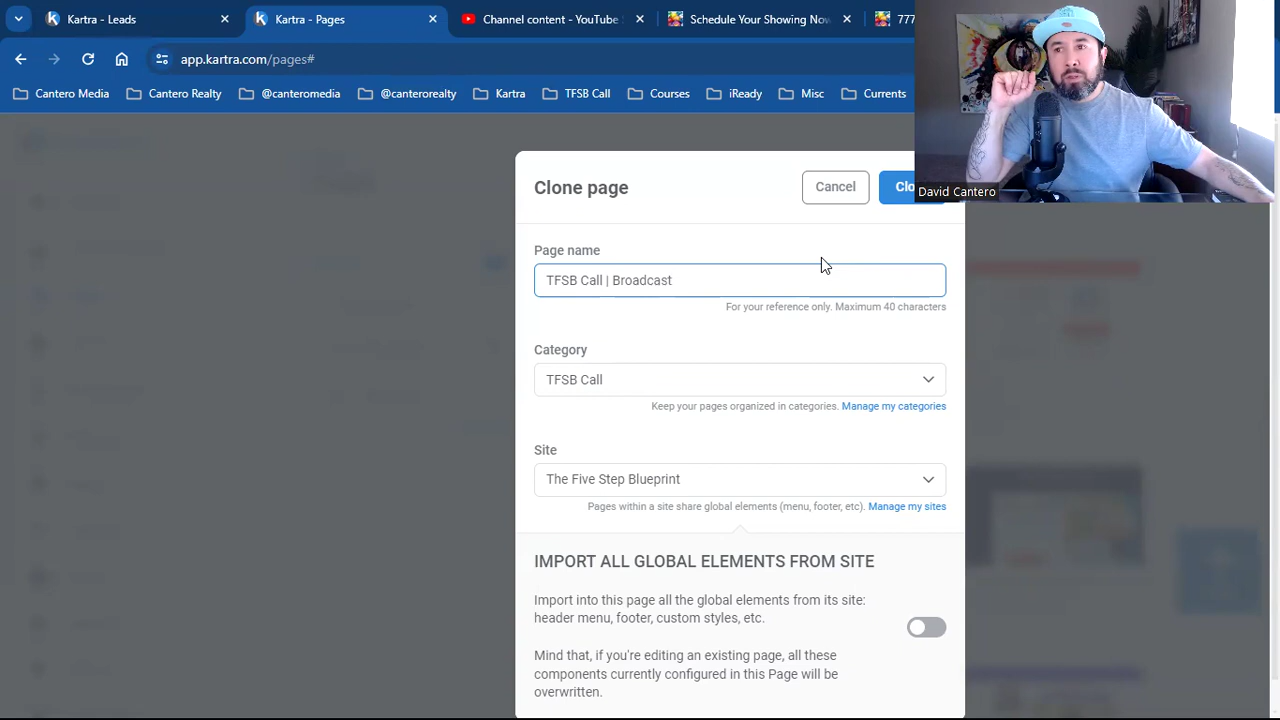 Kartra - Leads
Kartra - Pages
Channel content - YouTube S
Schedule Your Showing Now
777
app.kartra.com/pages#
Cantero Media
Cantero Realty
@canteromedia
@canterorealty
Kartra
TFSB Call
Courses
iReady
Misc
Currents
David Cantero
Clone page
Cancel
Clo
Page name
TFSB Call | Broadcast
For your reference only. Maximum 40 characters
Category
TFSB Call
Keep your pages organized in categories. Manage my categories
Site
The Five Step Blueprint
Pages within a site share global elements (menu, footer, etc). Manage my sites
IMPORT ALL GLOBAL ELEMENTS FROM SITE
Import into this page all the global elements from its site:
header menu, footer, custom styles, etc.
Mind that, if you're editing an existing page, all these
components currently configured in this Page will be
overwritten.